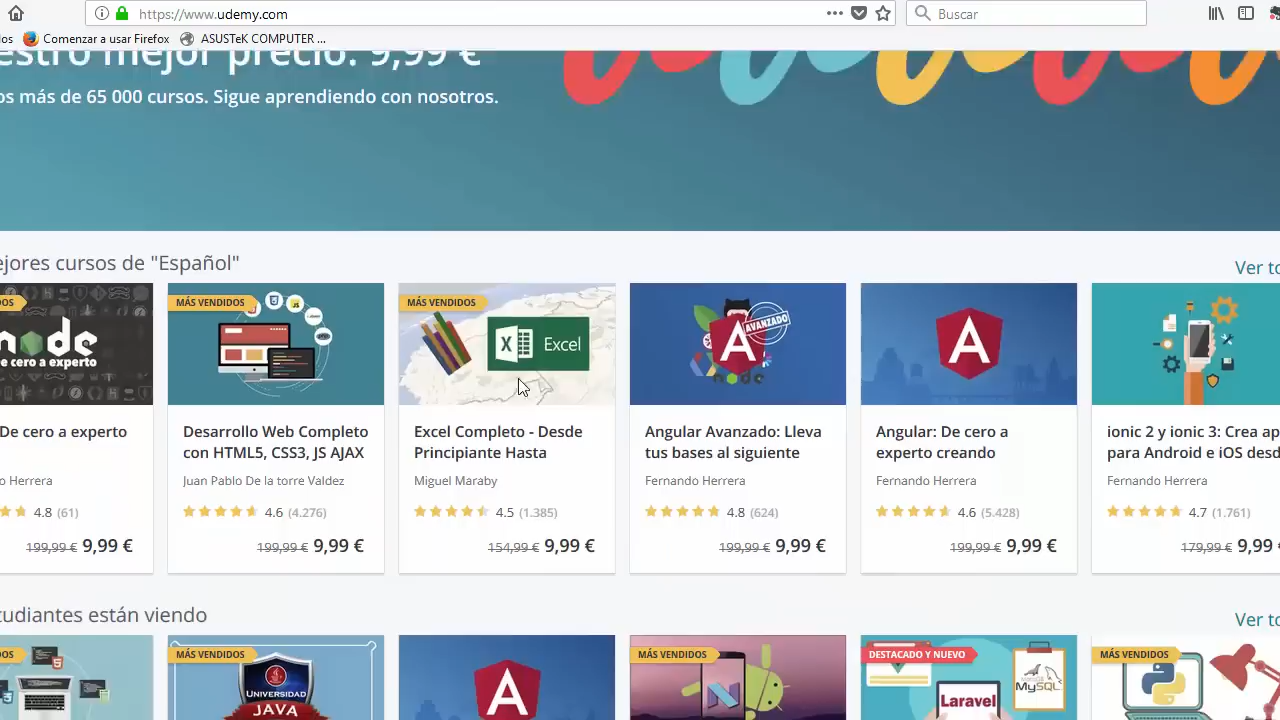 https://www.udemy.com
Buscar
dos
Comenzar a usar Firefox
ASUSTeK COMPUTER ...
estro mejor precio: 9,99 €
os más de 65 000 cursos. Sigue aprendiendo con nosotros.
ejores cursos de "Español"
Ver to
DOS
node
de cero a experto
MÁS VENDIDOS
MÁS VENDIDOS
Excel
AVANZADO
De cero a experto
Desarrollo Web Completo
con HTML5, CSS3, JS AJAX
Excel Completo - Desde
Principiante Hasta
Angular Avanzado: Lleva
tus bases al siguiente
Angular: De cero a
experto creando
ionic 2 y ionic 3: Crea ap
para Android e iOS desd
o Herrera
Juan Pablo De la torre Valdez
Miguel Maraby
Fernando Herrera
Fernando Herrera
Fernando Herrera
4.8 (61)
4.6 (4.276)
4.5 (1.385)
4.8 (624)
4.6 (5.428)
4.7 (1.761)
199,99 € 9,99 €
199,99 € 9,99 €
154,99 € 9,99 €
199,99 € 9,99 €
199,99 € 9,99 €
179,99 € 9,99
tudiantes están viendo
Ver to
DOS
MÁS VENDIDOS
UNIVERSIDAD
JAVA
MÁS VENDIDOS
DESTACADO Y NUEVO
Laravel
MySQL
MÁS VENDIDOS